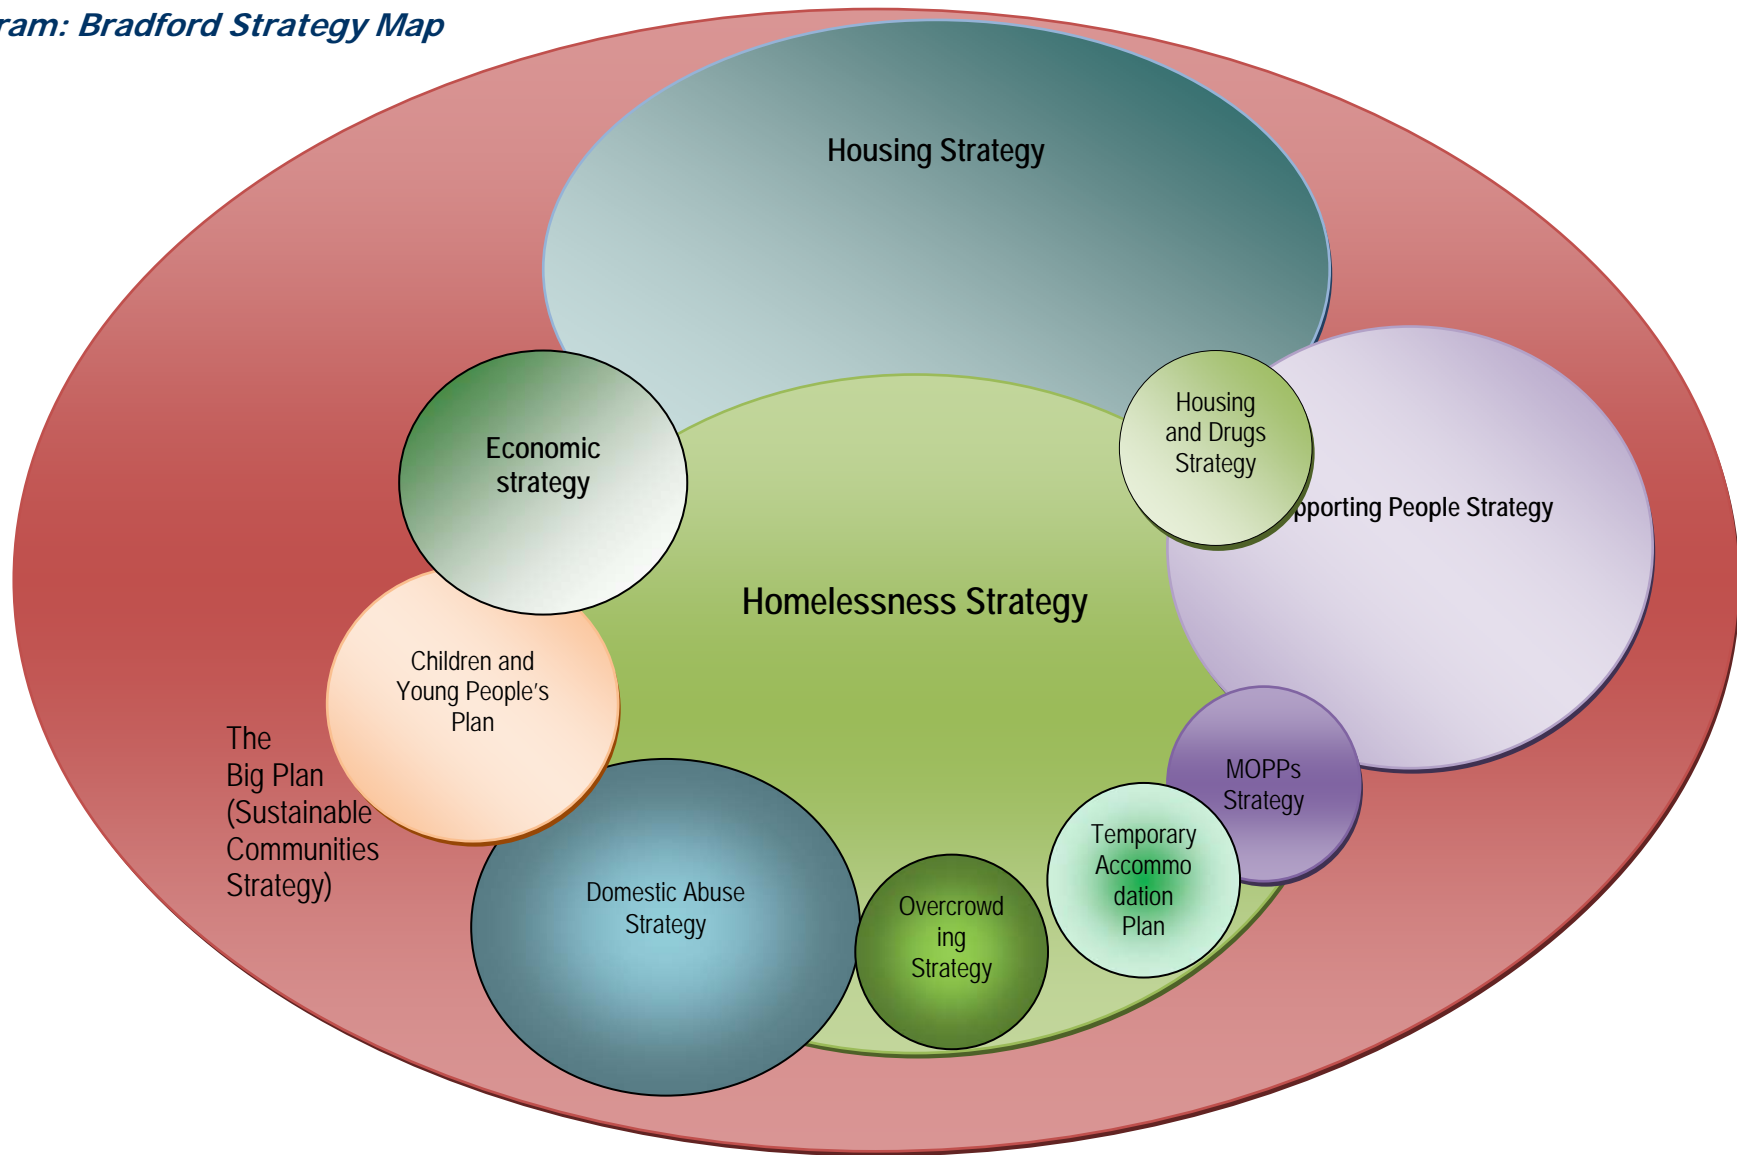 ram: Bradford Strategy Map
Housing Strategy
Housing
and Drugs
Strategy
Economic
strategy
pporting People Strategy
Homelessness Strategy
Children and
Young People's
Plan
The
Big Plan
(Sustainable
Communities
Strategy)
MOPPs
Strategy
Temporary
Accommo
dation
Plan
Domestic Abuse
Strategy
Overcrowd
ing
Strategy